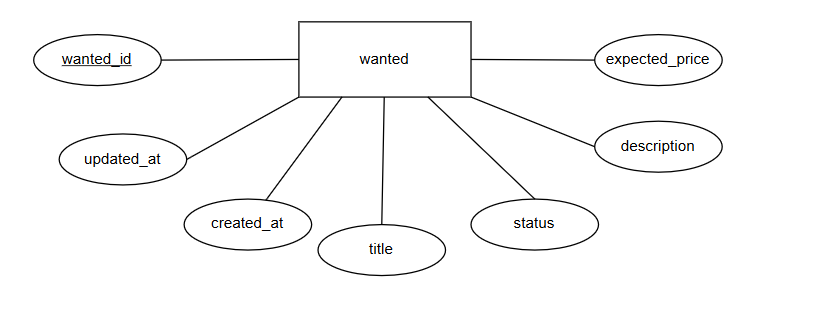 wanted
wanted_id
expected_price
updated_at
description
created_at
status
title